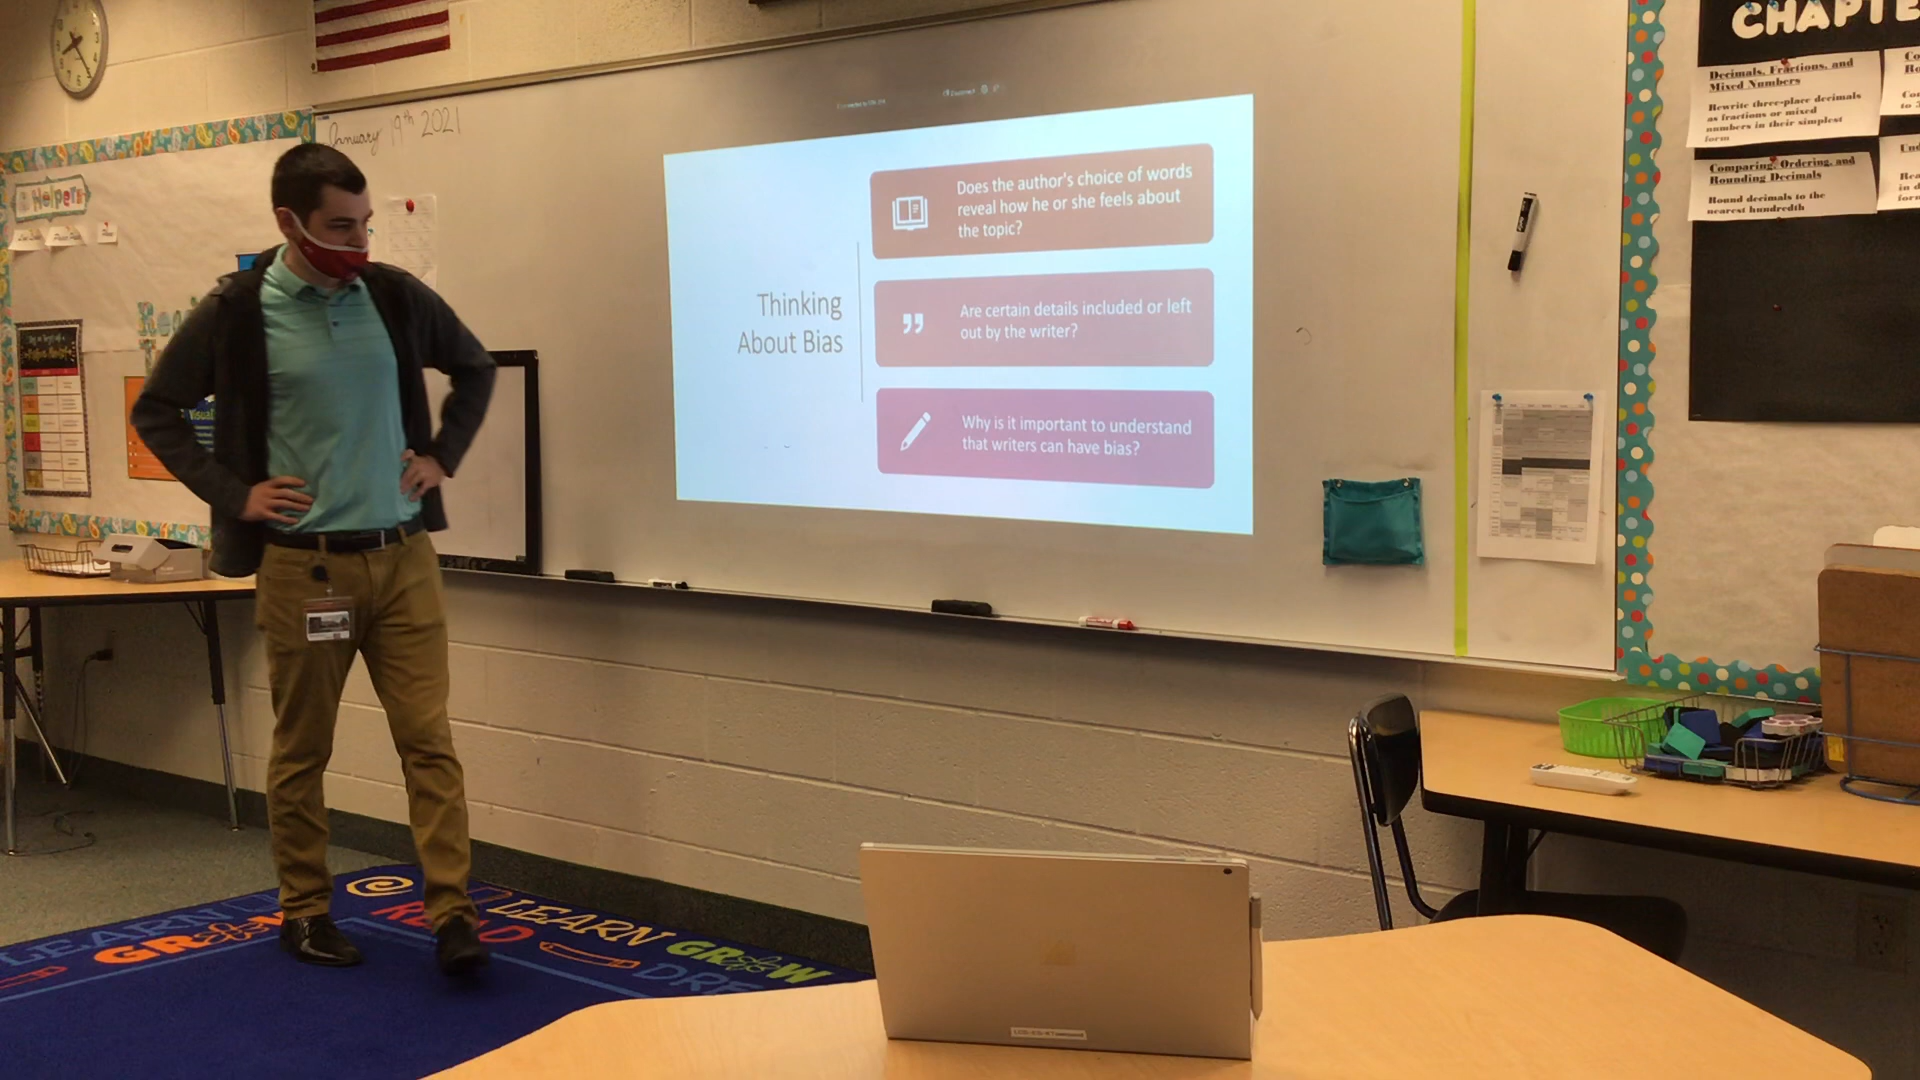 January 19th 2021
Helpers
Thinking
About Bias
Does the author's choice of words
reveal how he or she feels about
the topic?
Are certain details included or left
out by the writer?
Why is it important to understand
that writers can have bias?
CHAPTE
Decimals, Fractions, and
Mixed Numbers
Rewrite three-place decimals
as fractions or mixed
numbers in their simplest
form
Comparing, Ordering, and
Rounding Decimals
Round decimals to the
nearest hundredth
Visual
LEARN
GROW
READ
LEARN
GROW
DRE